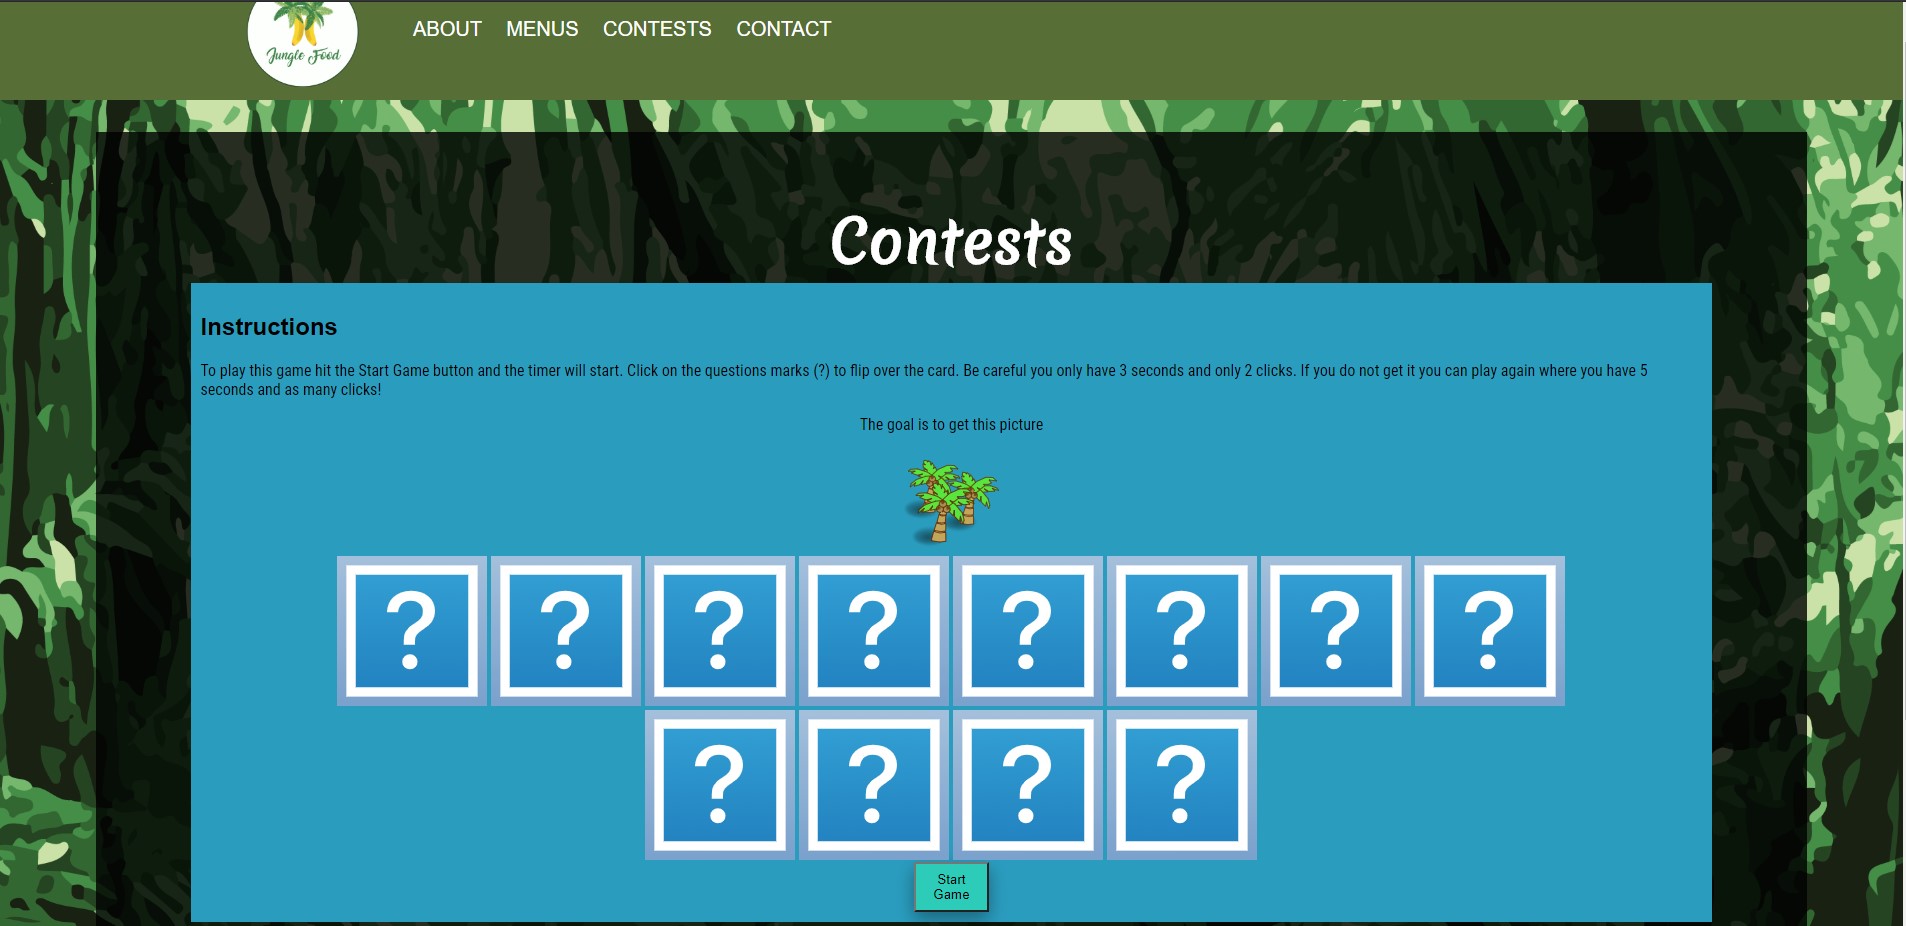 Jungle Food
ABOUT MENUS CONTESTS CONTACT
Contests
Instructions
To play this game hit the Start Game button and the timer will start. Click on the questions marks (?) to flip over the card. Be careful you only have 3 seconds and only 2 clicks. If you do not get it you can play again where you have 5
seconds and as many clicks!
The goal is to get this picture
? ? ? ? ? ? ? ?
? ? ? ?
Start
Game